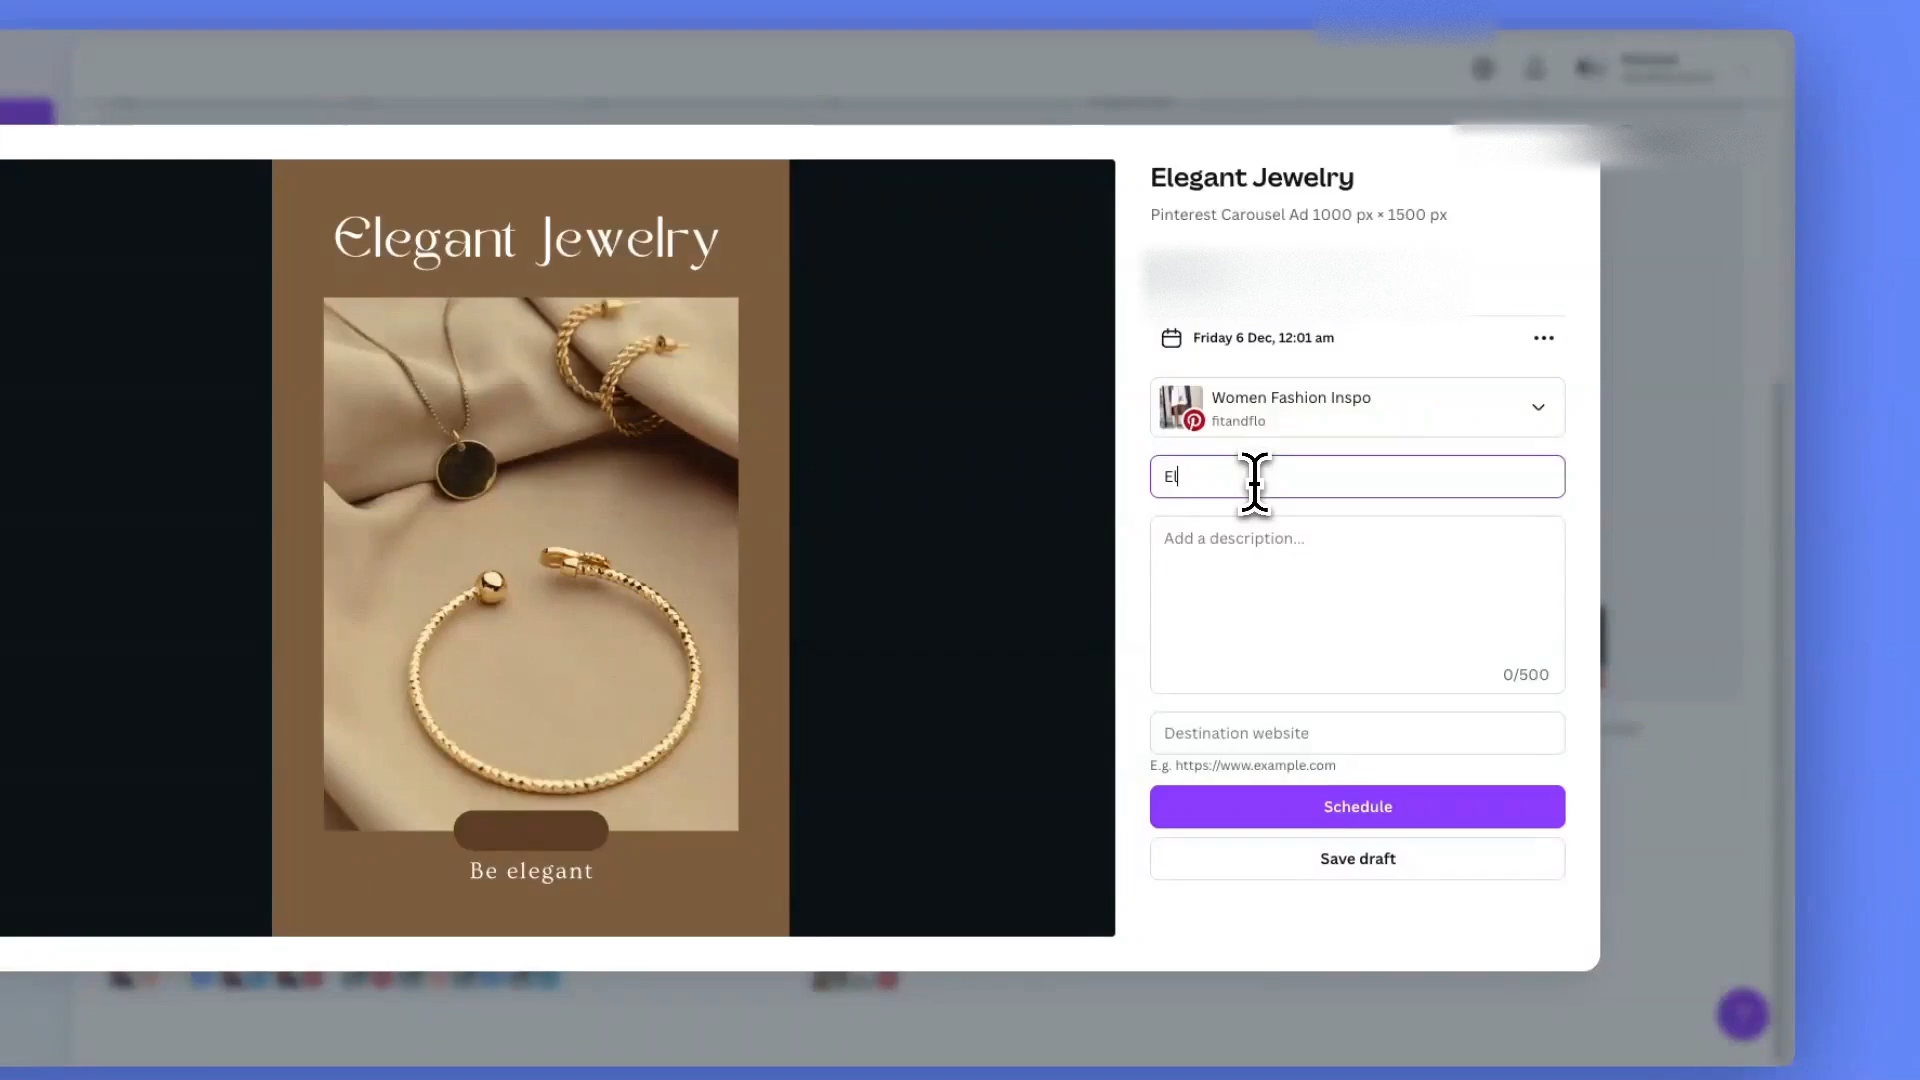 Elegant Jewelry
Be elegant
Elegant Jewelry
Pinterest Carousel Ad 1000 px × 1500 px
Friday 6 Dec, 12:01 am
Women Fashion Inspo
fitandflo
El
Add a description...
0/500
Destination website
E.g. https://www.example.com
Schedule
Save draft